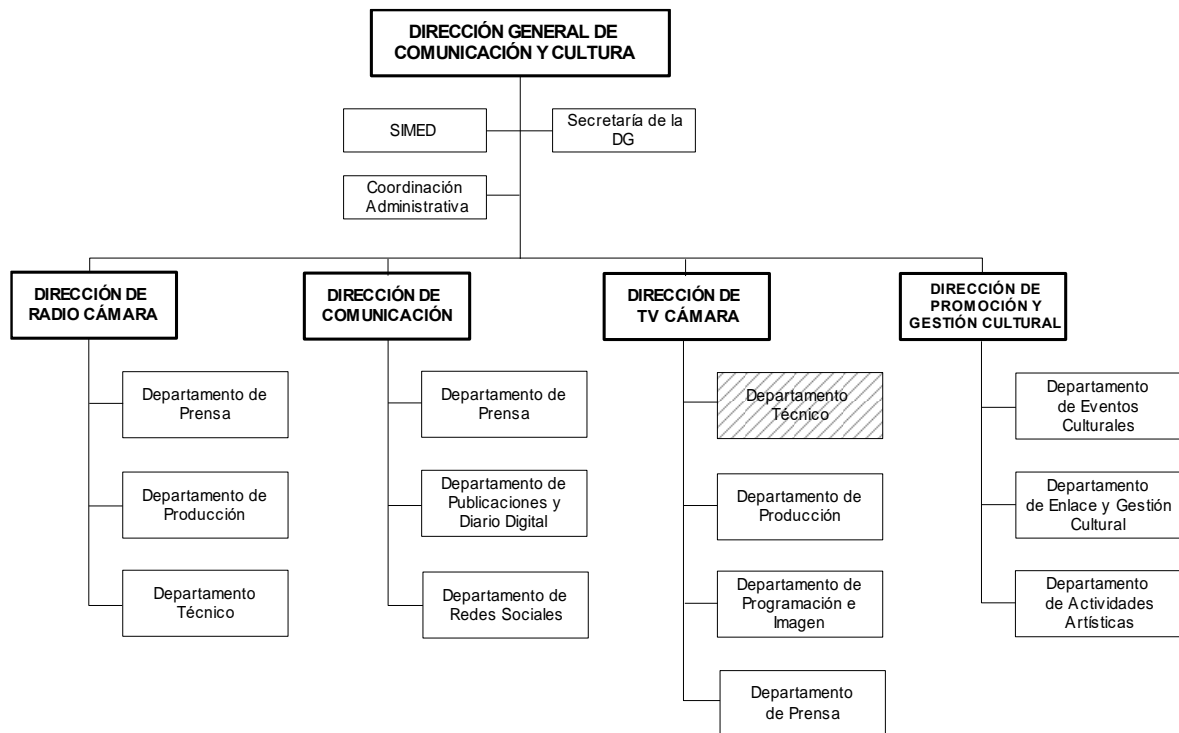 DIRECCIÓN GENERAL DE
COMUNICACIÓN Y CULTURA
SIMED
Secretaría de la
DG
Coordinación
Administrativa
DIRECCIÓN DE
RADIO CÁMARA
DIRECCIÓN DE
COMUNICACIÓN
DIRECCIÓN DE
TV CÁMARA
DIRECCIÓN DE
PROMOCIÓN Y
GESTIÓN CULTURAL
Departamento de
Prensa
Departamento de
Producción
Departamento
Técnico
Departamento de
Prensa
Departamento de
Publicaciones y
Diario Digital
Departamento de
Redes Sociales
Departamento
Técnico
Departamento de
Producción
Departamento de
Programación e
Imagen
Departamento
de Prensa
Departamento
de Eventos
Culturales
Departamento
de Enlace y Gestión
Cultural
Departamento
de Actividades
Artísticas